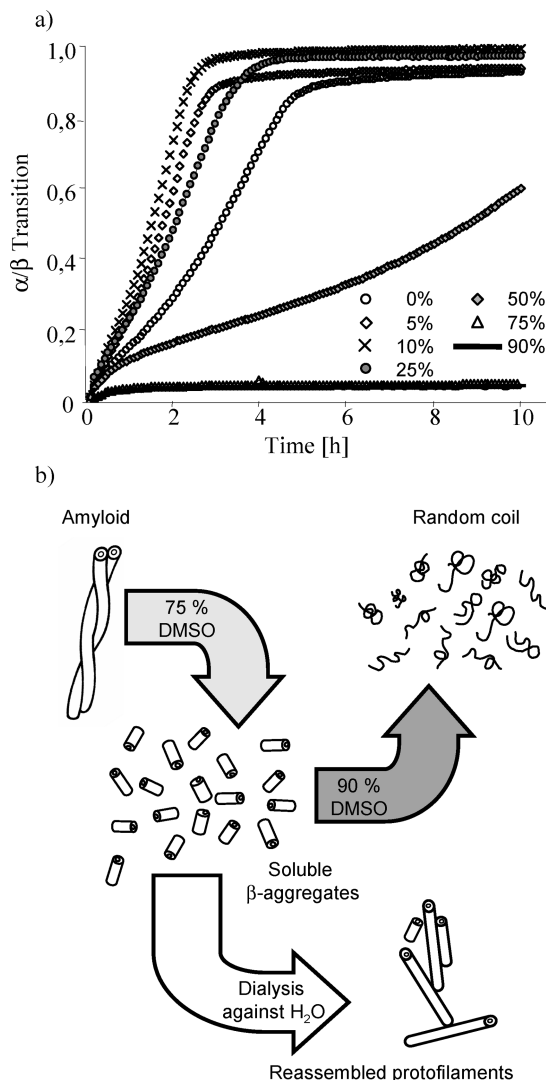 a)
α/β Transition
1,0
0,8
0,6
0,4
0,2
0
0
2
4
6
8
10
Time [h]
0%
5%
10%
25%
50%
75%
90%
b)
Amyloid
Random coil
75 %
DMSO
90 %
DMSO
Soluble
β-aggregates
Dialysis
against H₂O
Reassembled protofilaments